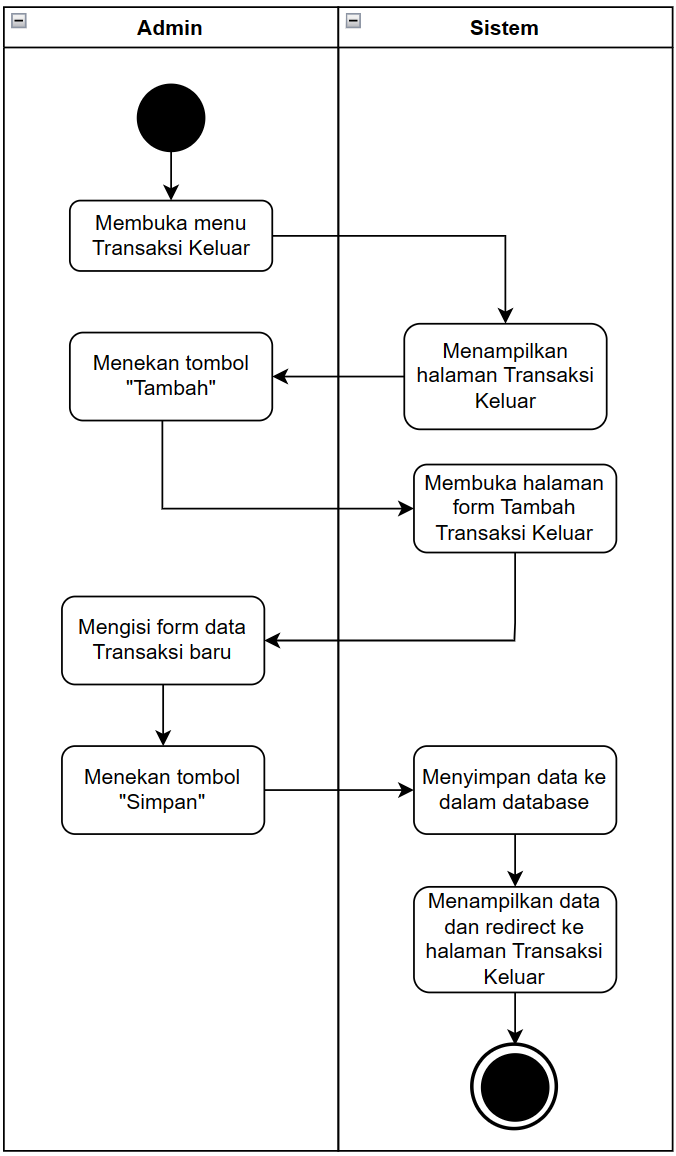 Admin
Sistem
Membuka menu
Transaksi Keluar
Menampilkan
halaman Transaksi
Keluar
Menekan tombol
"Tambah"
Membuka halaman
form Tambah
Transaksi Keluar
Mengisi form data
Transaksi baru
Menekan tombol
"Simpan"
Menyimpan data ke
dalam database
Menampilkan data
dan redirect ke
halaman Transaksi
Keluar